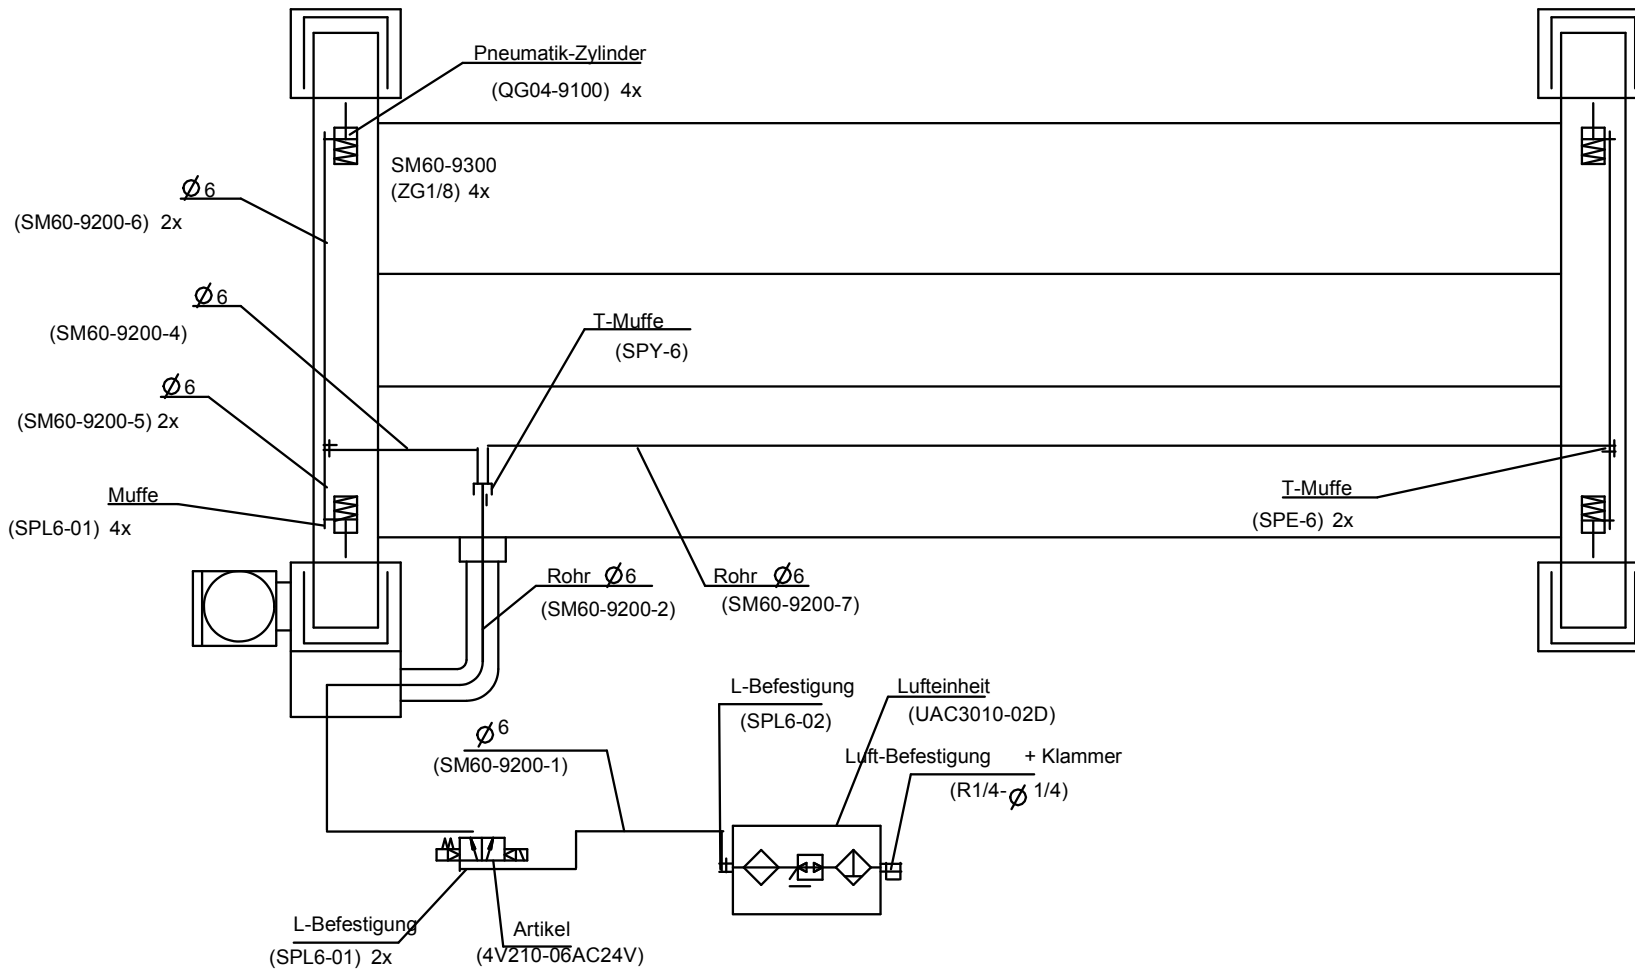 Pneumatik-Zylinder
(QG04-9100) 4x
SM60-9300
(ZG1/8) 4x
Ø6
(SM60-9200-6) 2x
Ø6
(SM60-9200-4)
T-Muffe
(SPY-6)
Ø6
(SM60-9200-5) 2x
Muffe
(SPL6-01) 4x
T-Muffe
(SPE-6) 2x
Rohr Ø6
(SM60-9200-2)
Rohr Ø6
(SM60-9200-7)
L-Befestigung
(SPL6-02)
Lufteinheit
(UAC3010-02D)
Ø6
(SM60-9200-1)
Luft-Befestigung + Klammer
(R1/4-Ø 1/4)
L-Befestigung
(SPL6-01) 2x
Artikel
(4V210-06AC24V)